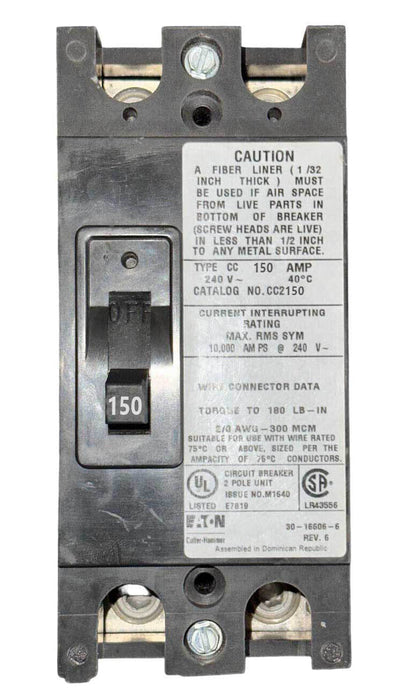 CAUTION
A FIBER LINER (1/32
INCH THICK) MUST
BE USED IF AIR SPACE
FROM LIVE PARTS IN
BOTTOM OF BREAKER
(SCREW HEADS ARE LIVE)
IN LESS THAN 1/2 INCH
TO ANY METAL SURFACE.
TYPE CC 150 AMP
240 V~ 40°C
CATALOG NO. CC2150
CURRENT INTERRUPTING
RATING
MAX. RMS SYM
10,000 AMPS @ 240 V~
WIRE CONNECTOR DATA
TORQUE TO 180 LB-IN
2/0 AWG-300 MCM
SUITABLE FOR USE WITH WIRE RATED
75°C OR ABOVE, SIZED PER THE
AMPACITY OF 75°C CONDUCTORS.
UL
LISTED
CIRCUIT BREAKER
2 POLE UNIT
ISSUE NO.M1640
E7819
SA
LR43556
EATON
Cutler-Hammer
30-16606-6
REV. 6
Assembled in Dominican Republic
OFF
150